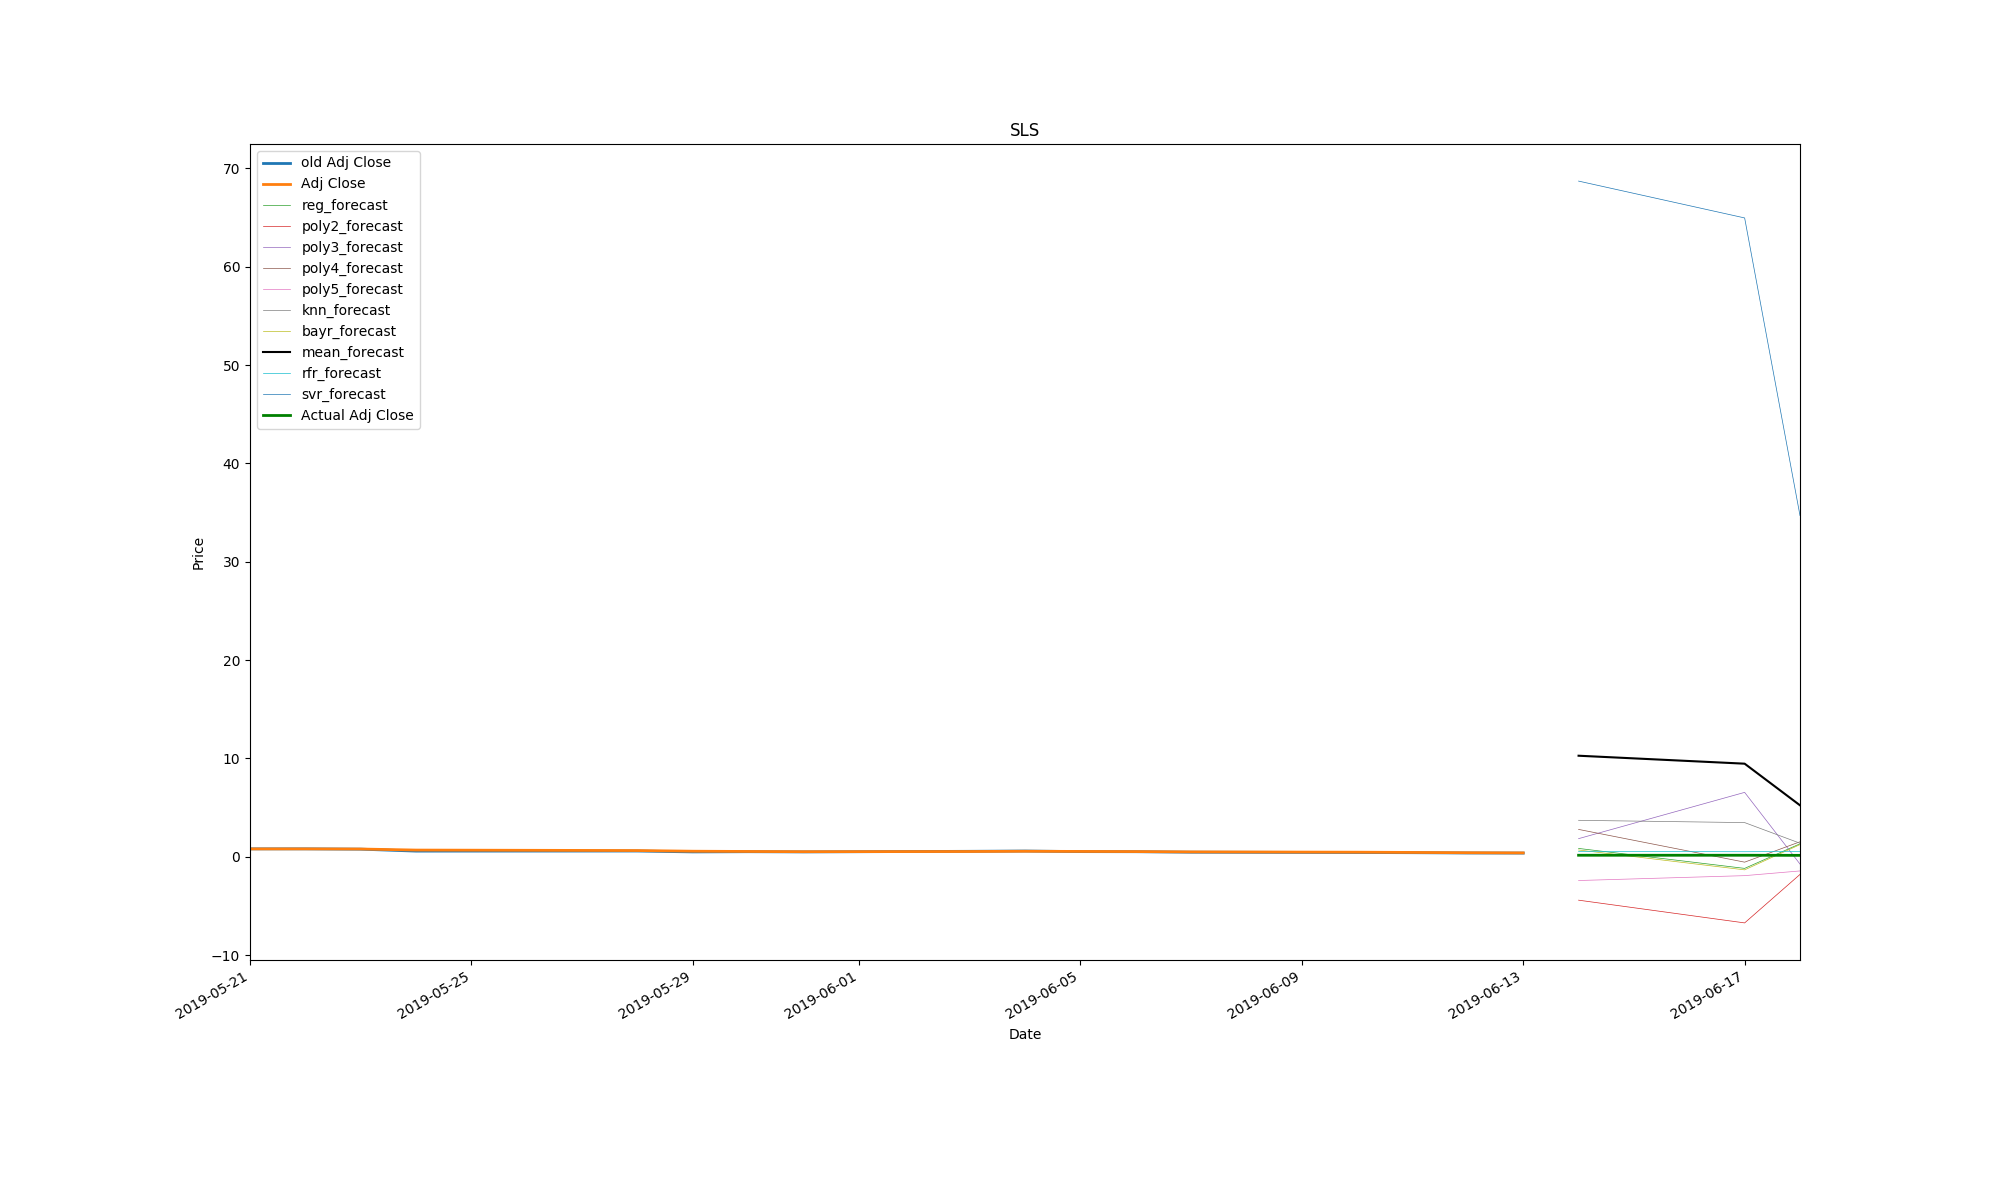 SLS
old Adj Close
Adj Close
reg_forecast
poly2_forecast
poly3_forecast
poly4_forecast
poly5_forecast
knn_forecast
bayr_forecast
mean_forecast
rfr_forecast
svr_forecast
Actual Adj Close
70
60
50
40
30
20
10
0
−10
Price
2019-05-21
2019-05-25
2019-05-29
2019-06-01
2019-06-05
2019-06-09
2019-06-13
2019-06-17
Date